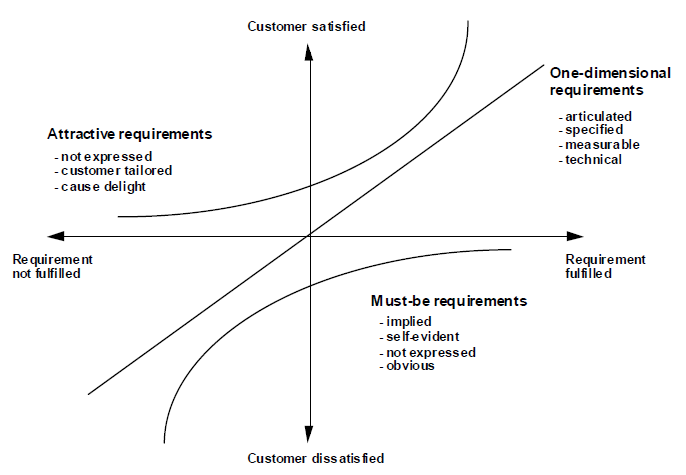 Customer satisfied
One-dimensional
requirements
- articulated
- specified
- measurable
- technical
Attractive requirements
- not expressed
- customer tailored
- cause delight
Requirement
not fulfilled
Requirement
fulfilled
Must-be requirements
- implied
- self-evident
- not expressed
- obvious
Customer dissatisfied